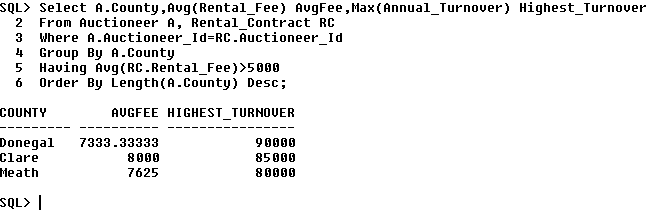 SQL> Select A.County,Avg(Rental_Fee) AvgFee,Max(Annual_Turnover) Highest_Turnover
2 From Auctioneer A, Rental_Contract RC
3 Where A.Auctioneer_Id=RC.Auctioneer_Id
4 Group By A.County
5 Having Avg(RC.Rental_Fee)>5000
6 Order By Length(A.County) Desc;
COUNTY AVGFEE HIGHEST_TURNOVER
--------- ---------- ----------------
Donegal 7333.33333 90000
Clare 8000 85000
Meath 7625 80000
SQL>